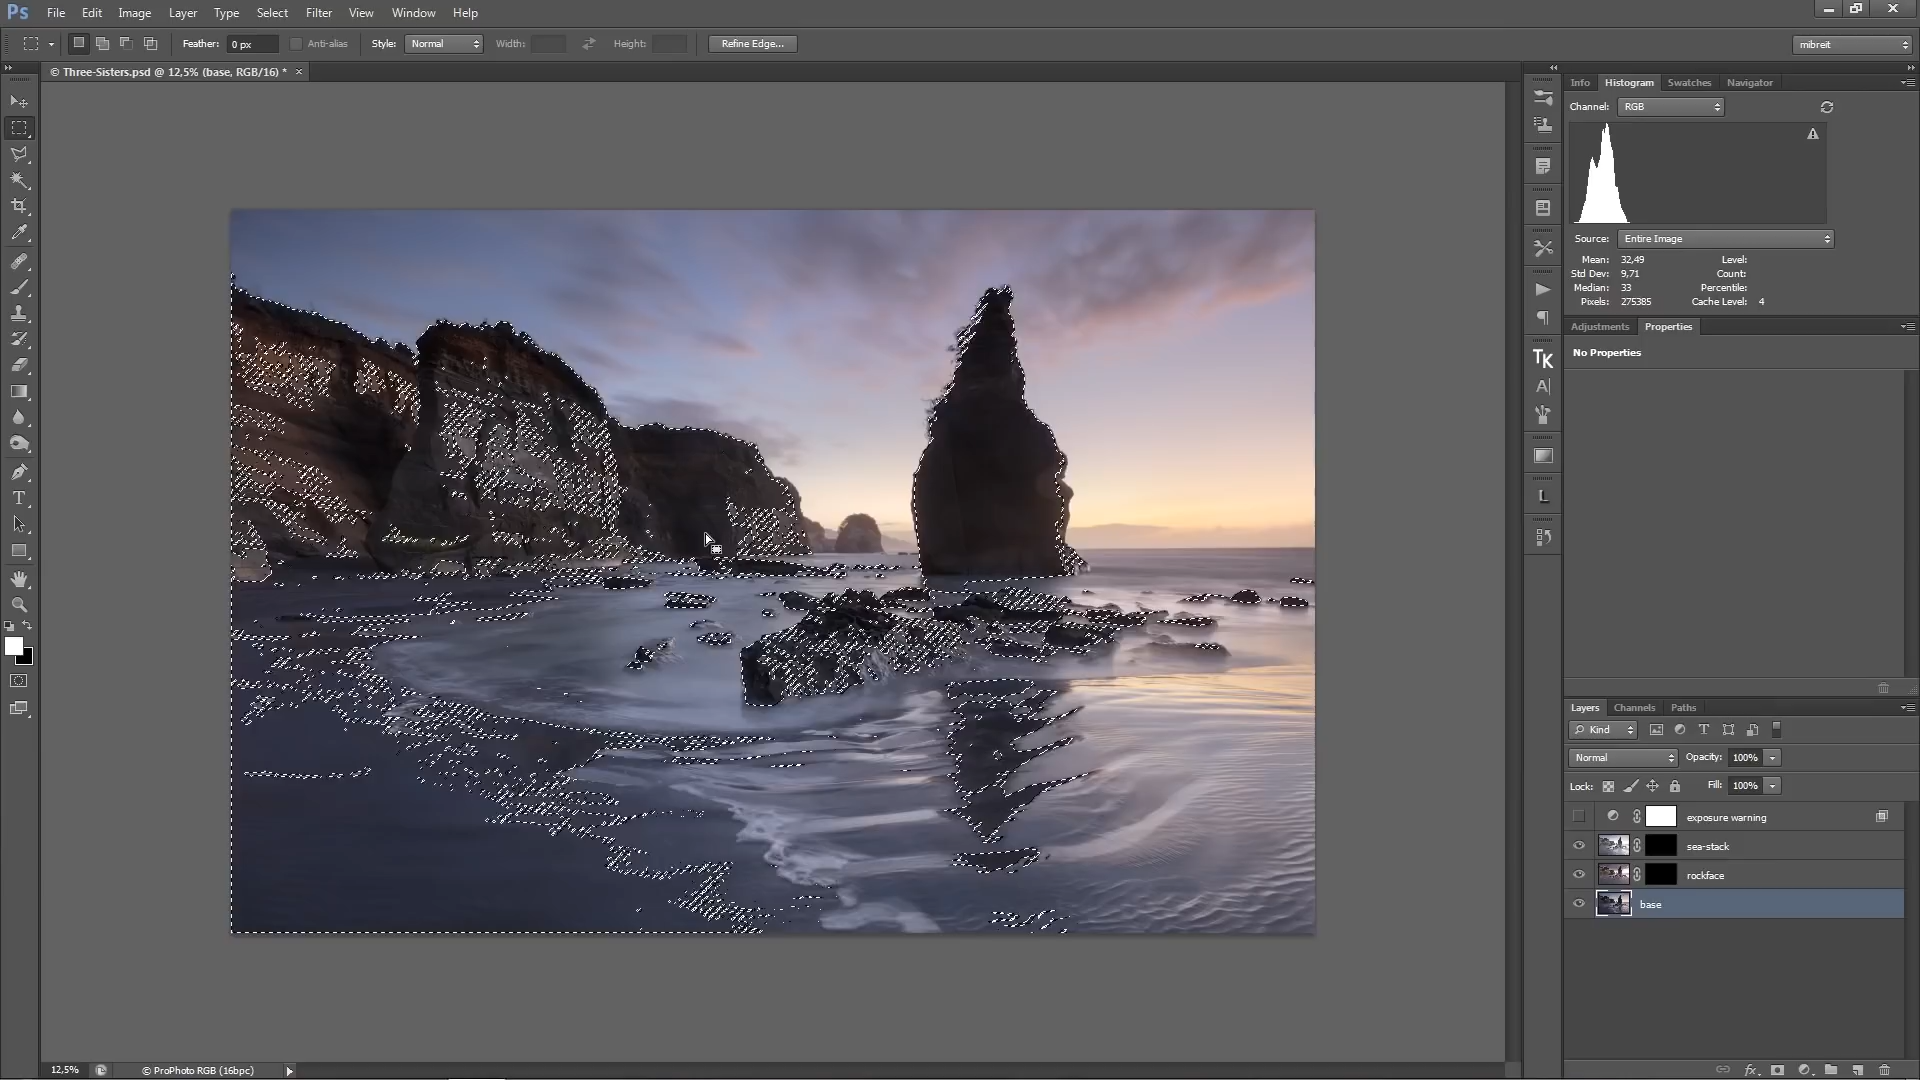 Ps File Edit Image Layer Type Select Filter View Window Help
Feather: 0 px Anti-alias Style: Normal Width: Height: Refine Edge... mibreit
© Three-Sisters.psd @ 12,5% (base, RGB/16) * ×
Info Histogram Swatches Navigator
Channel: RGB
Source: Entire Image
Mean: 32,49 Level:
Std Dev: 9,71 Count:
Median: 33 Percentile:
Pixels: 275385 Cache Level: 4
Adjustments Properties
No Properties
TK
A
L
T
Layers Channels Paths
Kind T
Normal Opacity: 100%
Lock: Fill: 100%
exposure warning
sea-stack
rockface
base
fx
12,5% © ProPhoto RGB (16bpc)